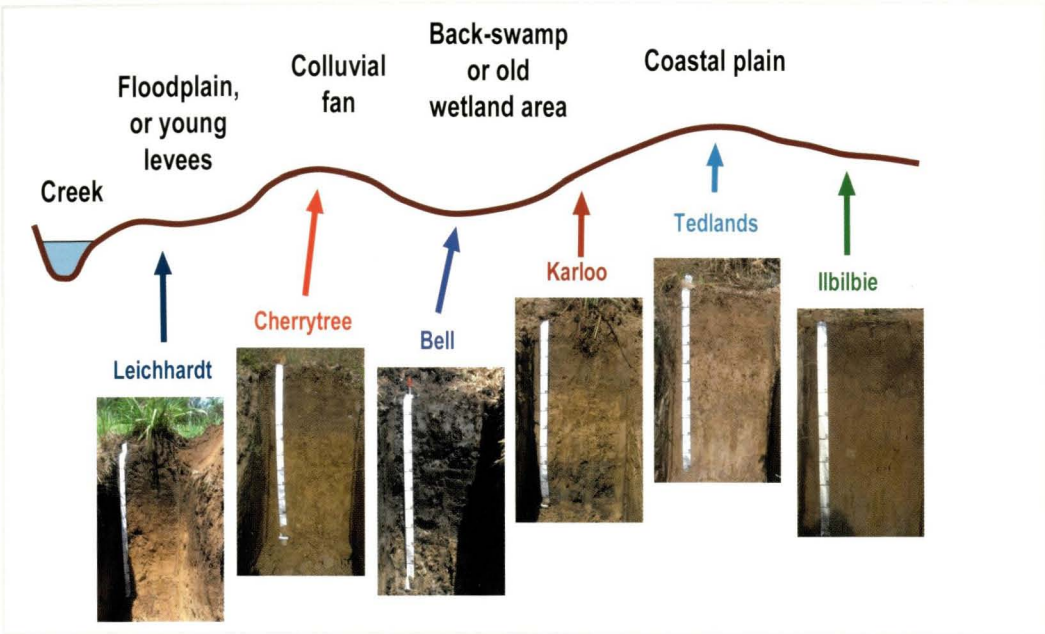 Creek
Floodplain,
or young
levees
Colluvial
fan
Back-swamp
or old
wetland area
Coastal plain
Leichhardt
Cherrytree
Bell
Karloo
Tedlands
Ilbilbie